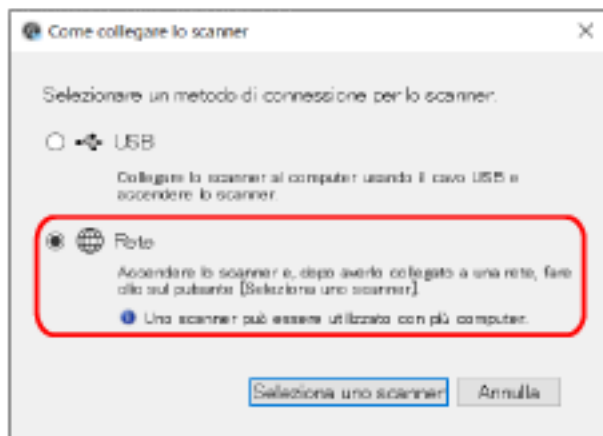 Come collegare lo scanner
Selezionare un metodo di connessione per lo scanner.
USB
Collegare lo scanner al computer usando il cavo USB e
accendere lo scanner.
Rete
Accendere lo scanner e, dopo averlo collegato a una rete, fare
clic sul pulsante [Seleziona uno scanner].
Uno scanner può essere utilizzato con più computer.
Seleziona uno scanner
Annulla